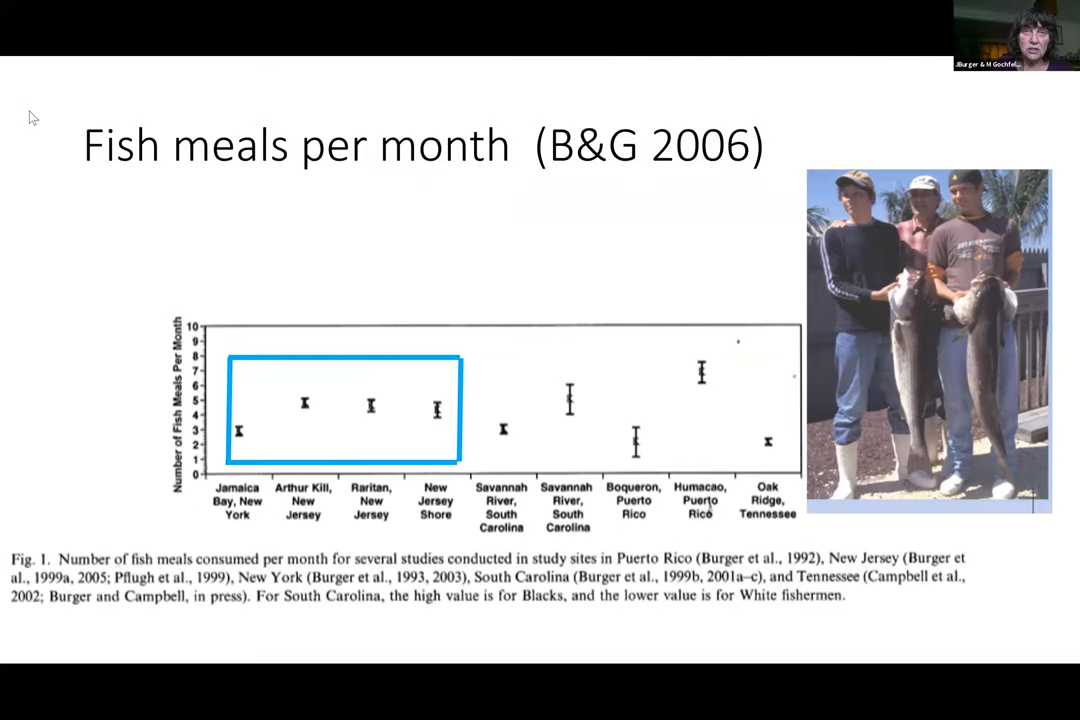 JBurger & M Gochfel...
Fish meals per month (B&G 2006)
Number of Fish Meals Per Month
10
9
8
7
6
5
4
3
2
1
0
Jamaica
Bay, New
York
Arthur Kill,
New
Jersey
Raritan,
New
Jersey
New
Jersey
Shore
Savannah
River,
South
Carolina
Savannah
River,
South
Carolina
Boqueron,
Puerto
Rico
Humacao,
Puerto
Rico
Oak
Ridge,
Tennessee
Fig. 1. Number of fish meals consumed per month for several studies conducted in study sites in Puerto Rico (Burger et al., 1992), New Jersey (Burger et
al., 1999a, 2005; Pflugh et al., 1999), New York (Burger et al., 1993, 2003), South Carolina (Burger et al., 1999b, 2001a–c), and Tennessee (Campbell et al.,
2002; Burger and Campbell, in press). For South Carolina, the high value is for Blacks, and the lower value is for White fishermen.